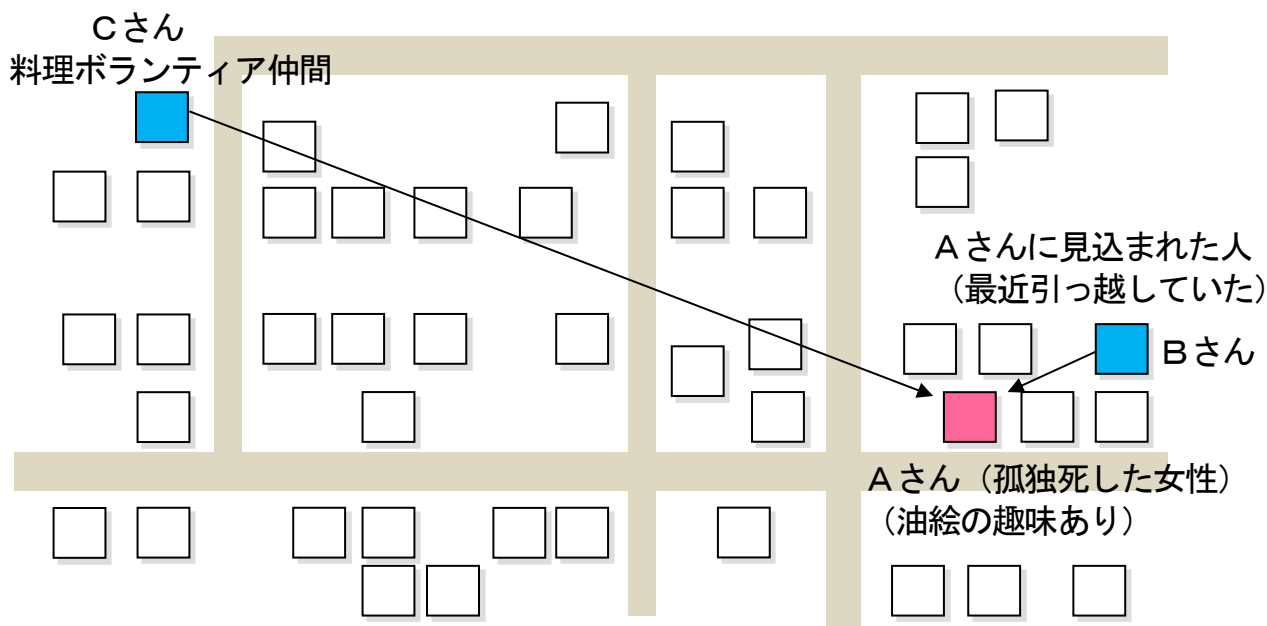 Cさん
料理ボランティア仲間
Aさんに見込まれた人
（最近引っ越していた）
Bさん
Aさん（孤独死した女性）
（油絵の趣味あり）